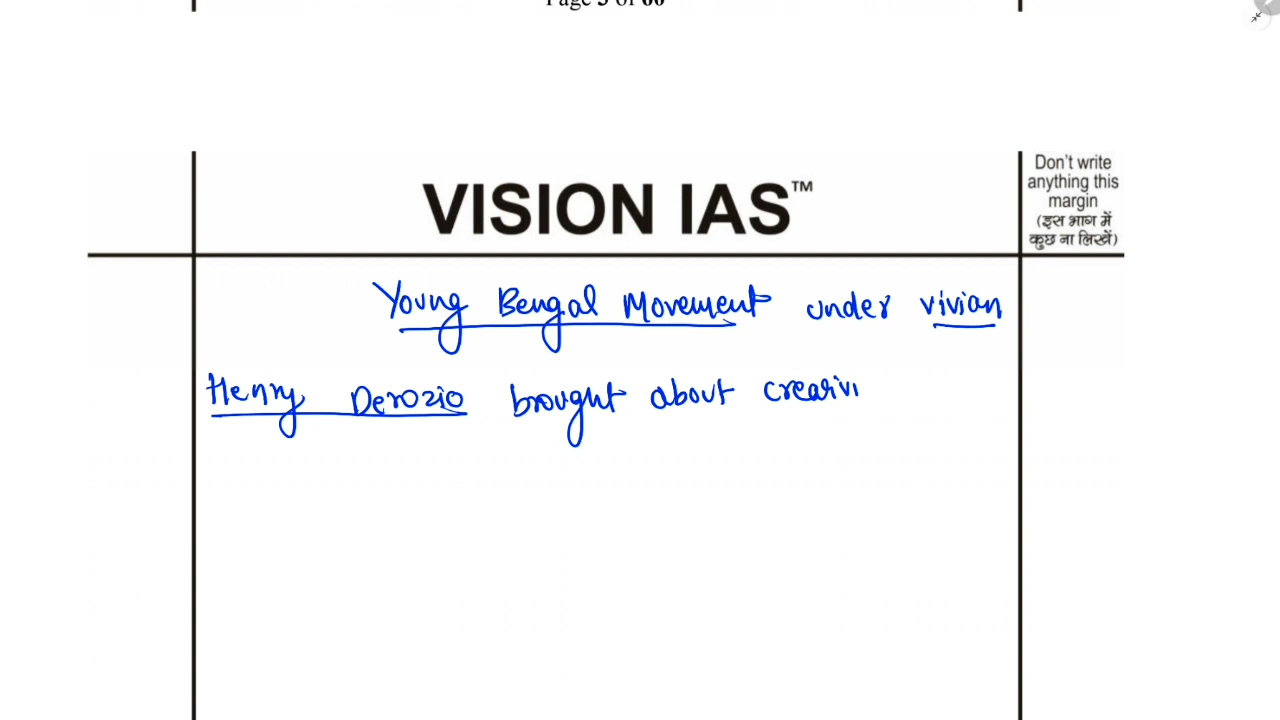 Page 3 of 60
VISION IAS™
Don't write
anything this
margin
(इस भाग में
कुछ ना लिखें)
Young Bengal Movement under vivian
Henry Derozio brought about